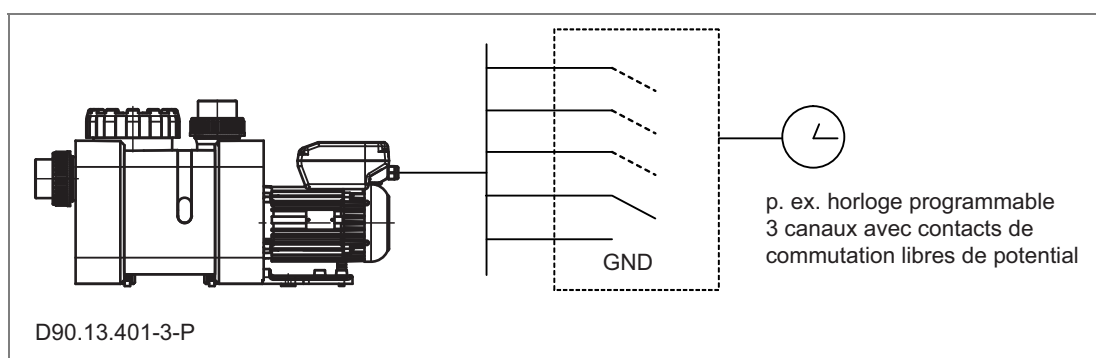 GND
p. ex. horloge programmable
3 canaux avec contacts de
commutation libres de potential
D90.13.401-3-P